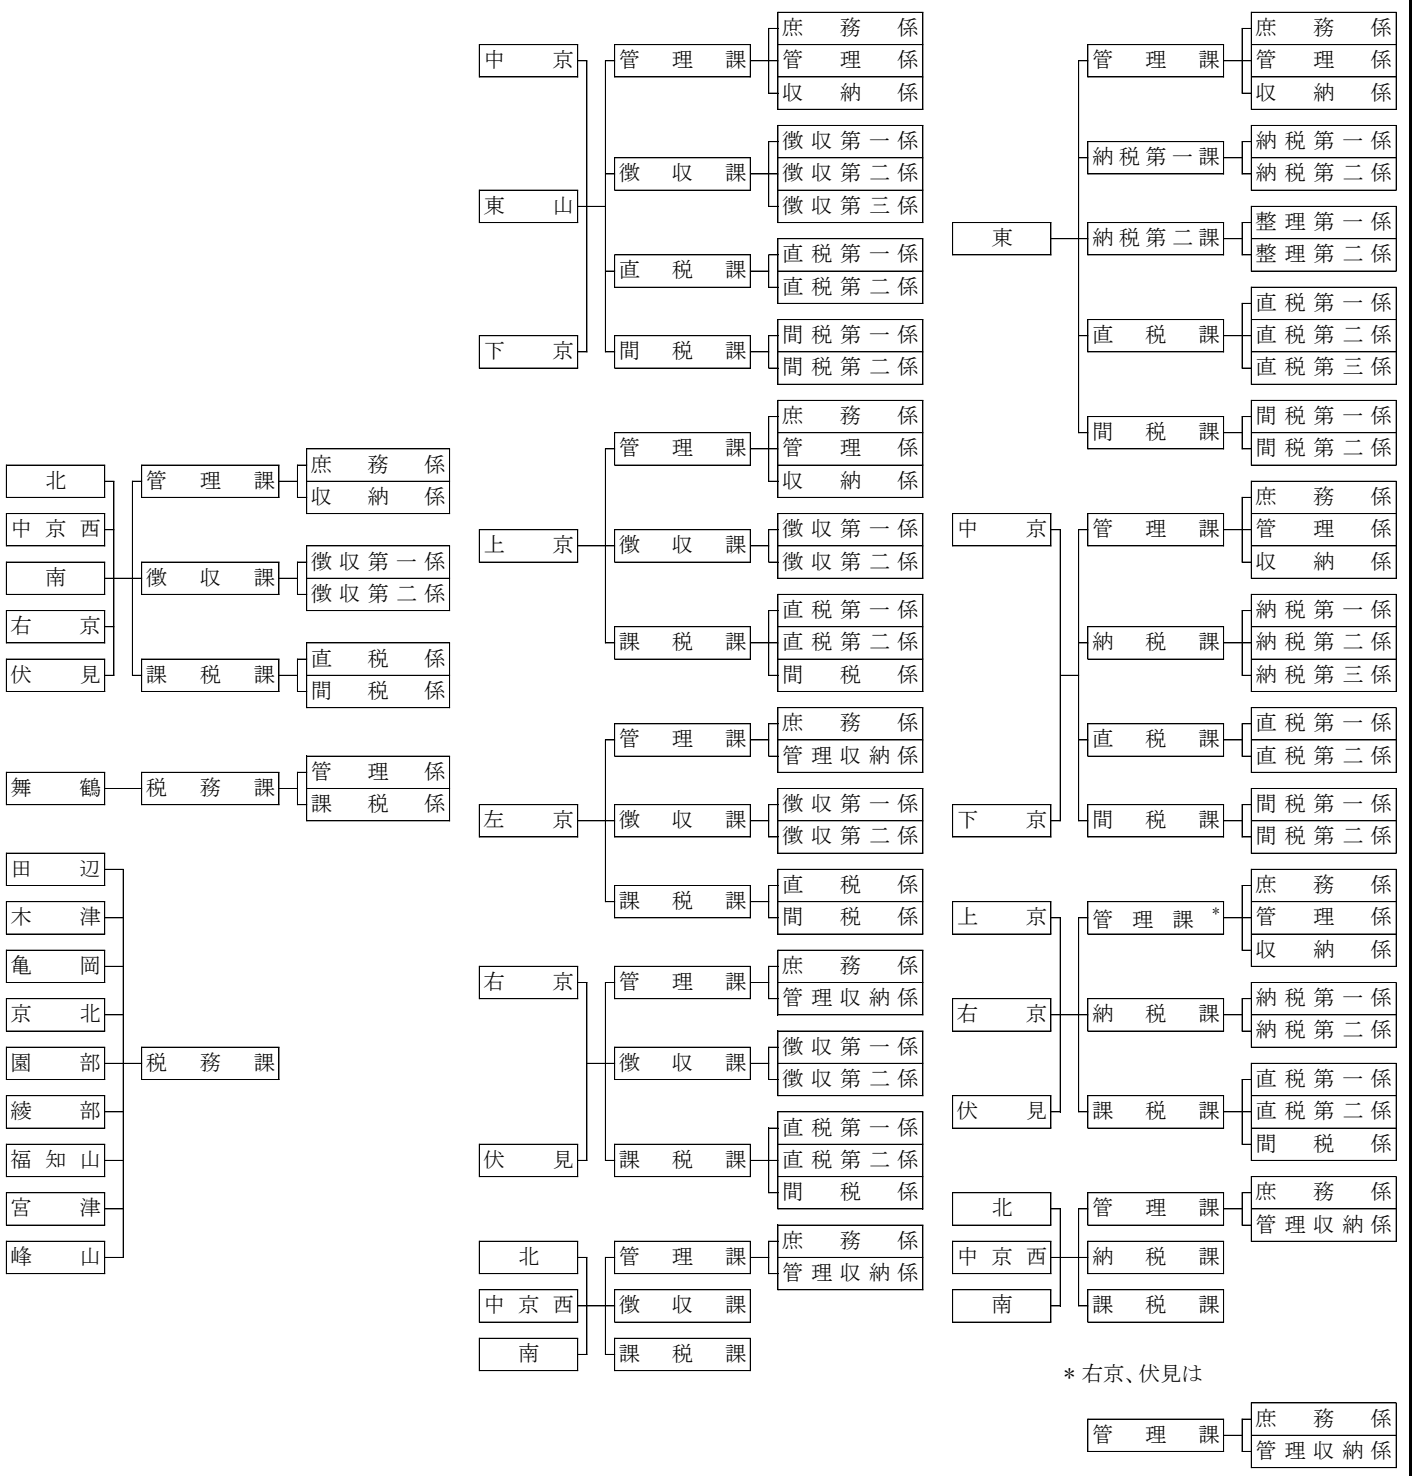 北
中京西
南
右京
伏見
管理課
庶務係
収納係
徴収課
徴収第一係
徴収第二係
課税課
直税係
間税係
舞鶴
税務課
管理係
課税係
田辺
木津
亀岡
京北
園部
綾部
福知山
宮津
峰山
税務課
中京
東山
下京
管理課
庶務係
管理係
収納係
徴収課
徴収第一係
徴収第二係
徴収第三係
直税課
直税第一係
直税第二係
間税課
間税第一係
間税第二係
上京
管理課
庶務係
管理係
収納係
徴収課
徴収第一係
徴収第二係
課税課
直税第一係
直税第二係
間税係
左京
管理課
庶務係
管理収納係
徴収課
徴収第一係
徴収第二係
課税課
直税係
間税係
右京
伏見
管理課
庶務係
管理収納係
徴収課
徴収第一係
徴収第二係
課税課
直税第一係
直税第二係
間税係
北
中京西
南
管理課
庶務係
管理収納係
徴収課
課税課
東
管理課
庶務係
管理係
収納係
納税第一課
納税第一係
納税第二係
納税第二課
整理第一係
整理第二係
直税課
直税第一係
直税第二係
直税第三係
間税課
間税第一係
間税第二係
中京
下京
管理課
庶務係
管理係
収納係
納税課
納税第一係
納税第二係
納税第三係
直税課
直税第一係
直税第二係
間税課
間税第一係
間税第二係
上京
右京
伏見
管理課*
庶務係
管理係
収納係
納税課
納税第一係
納税第二係
課税課
直税第一係
直税第二係
間税係
北
中京西
南
管理課
庶務係
管理収納係
納税課
課税課
* 右京、伏見は
管理課
庶務係
管理収納係